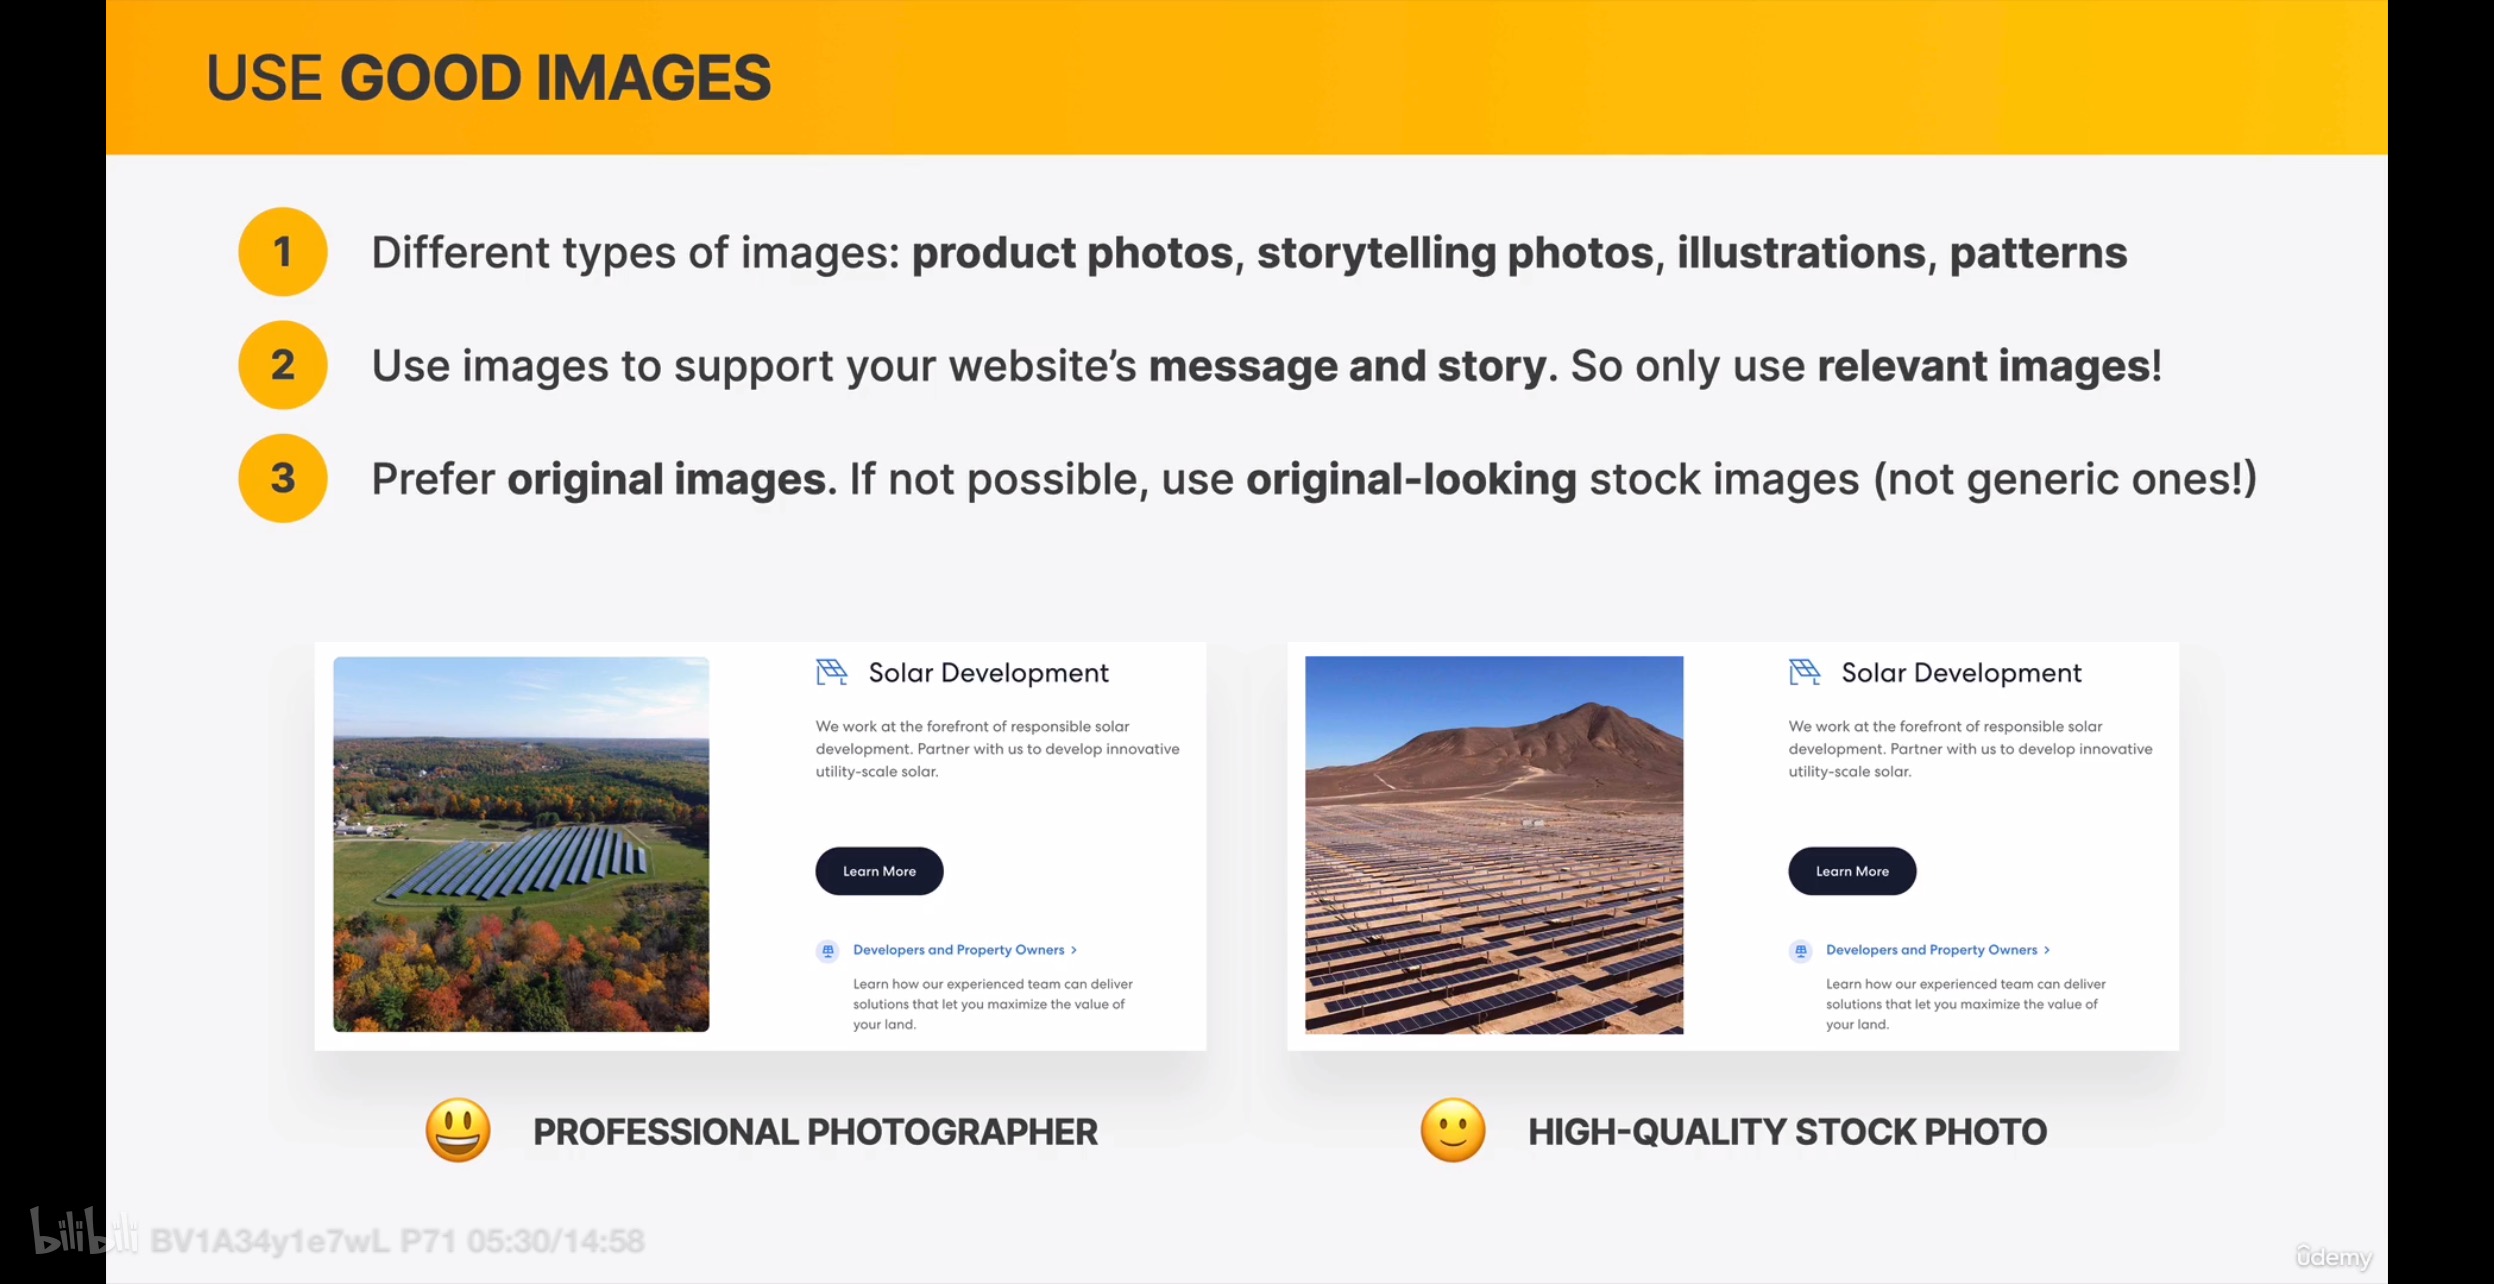 USE GOOD IMAGES
1 Different types of images: product photos, storytelling photos, illustrations, patterns
2 Use images to support your website’s message and story. So only use relevant images!
3 Prefer original images. If not possible, use original-looking stock images (not generic ones!)
Solar Development
We work at the forefront of responsible solar
development. Partner with us to develop innovative
utility-scale solar.
Learn More
Developers and Property Owners >
Learn how our experienced team can deliver
solutions that let you maximize the value of
your land.
PROFESSIONAL PHOTOGRAPHER
Solar Development
We work at the forefront of responsible solar
development. Partner with us to develop innovative
utility-scale solar.
Learn More
Developers and Property Owners >
Learn how our experienced team can deliver
solutions that let you maximize the value of
your land.
HIGH-QUALITY STOCK PHOTO
bilibili BV1A34y1e7wL P71 05:30/14:58
ûdemy